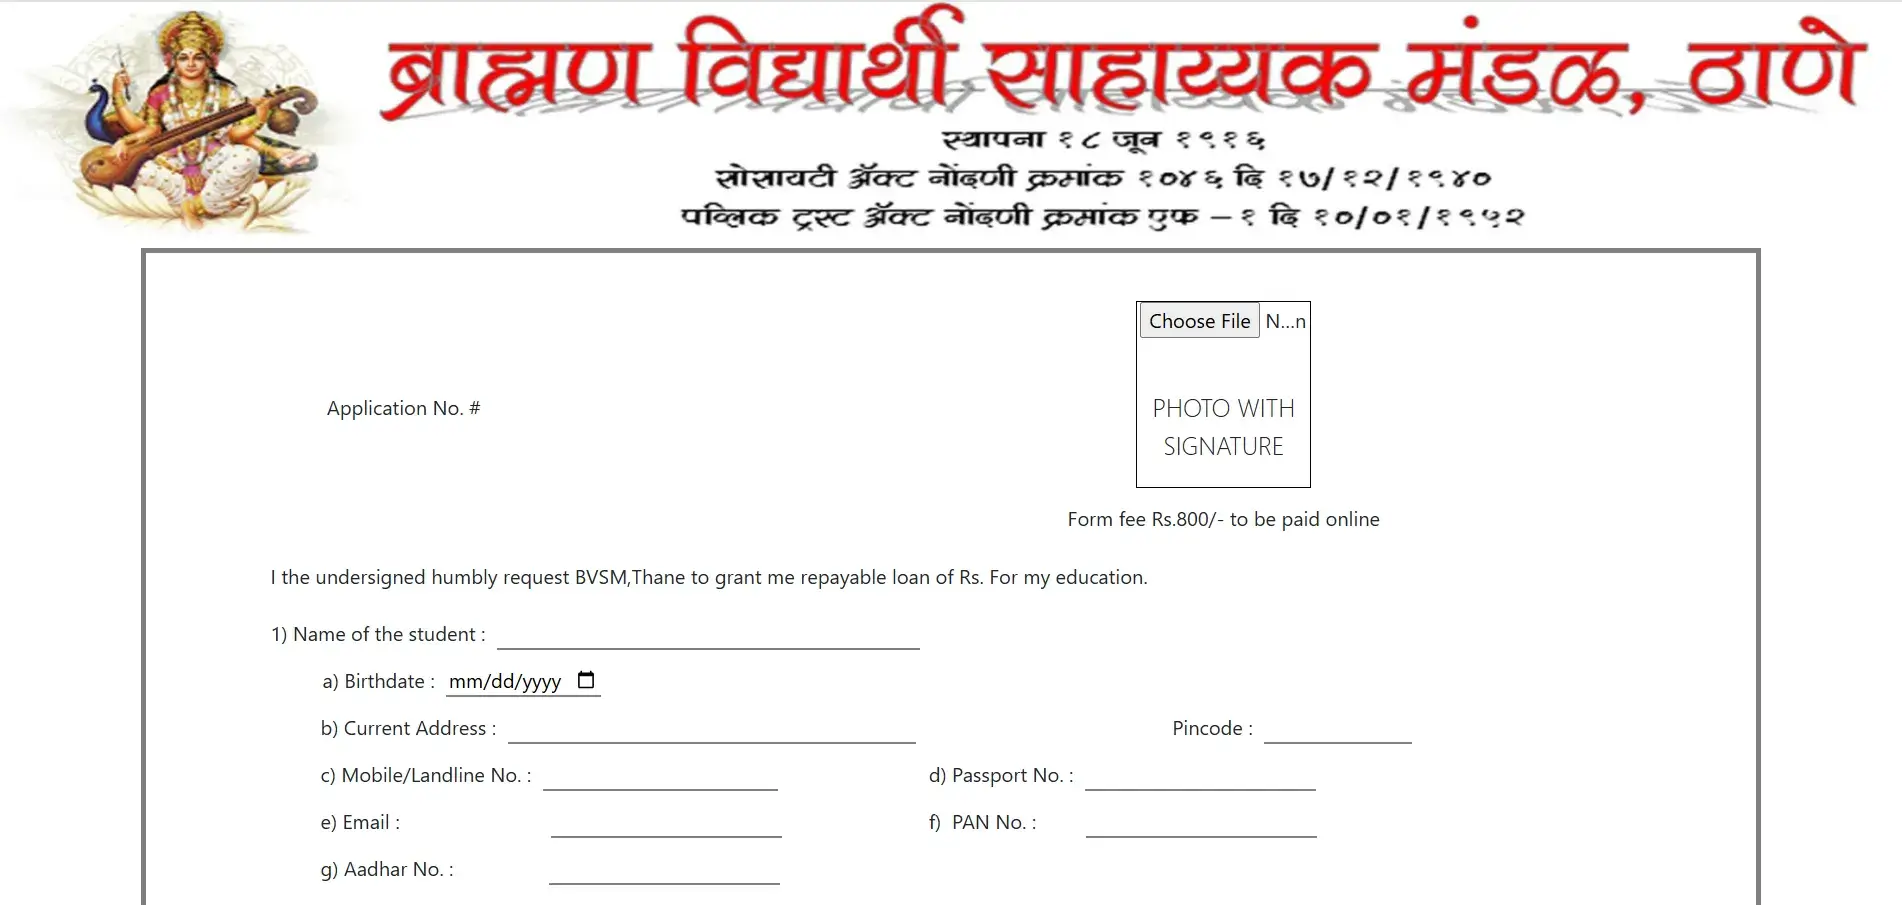 ब्राह्मण विद्यार्थी साहाय्यक मंडळ, ठाणे
स्थापना १८ जून १९१६
सोसायटी ॲक्ट नोंदणी क्रमांक १०४६ दि १७/१२/१९४०
पब्लिक ट्रस्ट ॲक्ट नोंदणी क्रमांक एफ – १ दि १०/०१/१९५२
Choose File N...n
Application No. #
PHOTO WITH
SIGNATURE
Form fee Rs.800/- to be paid online
I the undersigned humbly request BVSM,Thane to grant me repayable loan of Rs. For my education.
1) Name of the student :
a) Birthdate : mm/dd/yyyy
b) Current Address : Pincode :
c) Mobile/Landline No. : d) Passport No. :
e) Email : f) PAN No. :
g) Aadhar No. :